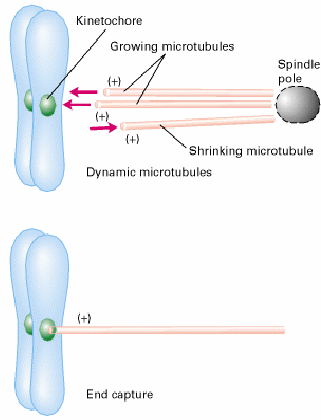 Kinetochore
Growing microtubules
Spindle
pole
(+)
(+)
(+)
Shrinking microtubule
Dynamic microtubules
(+)
End capture